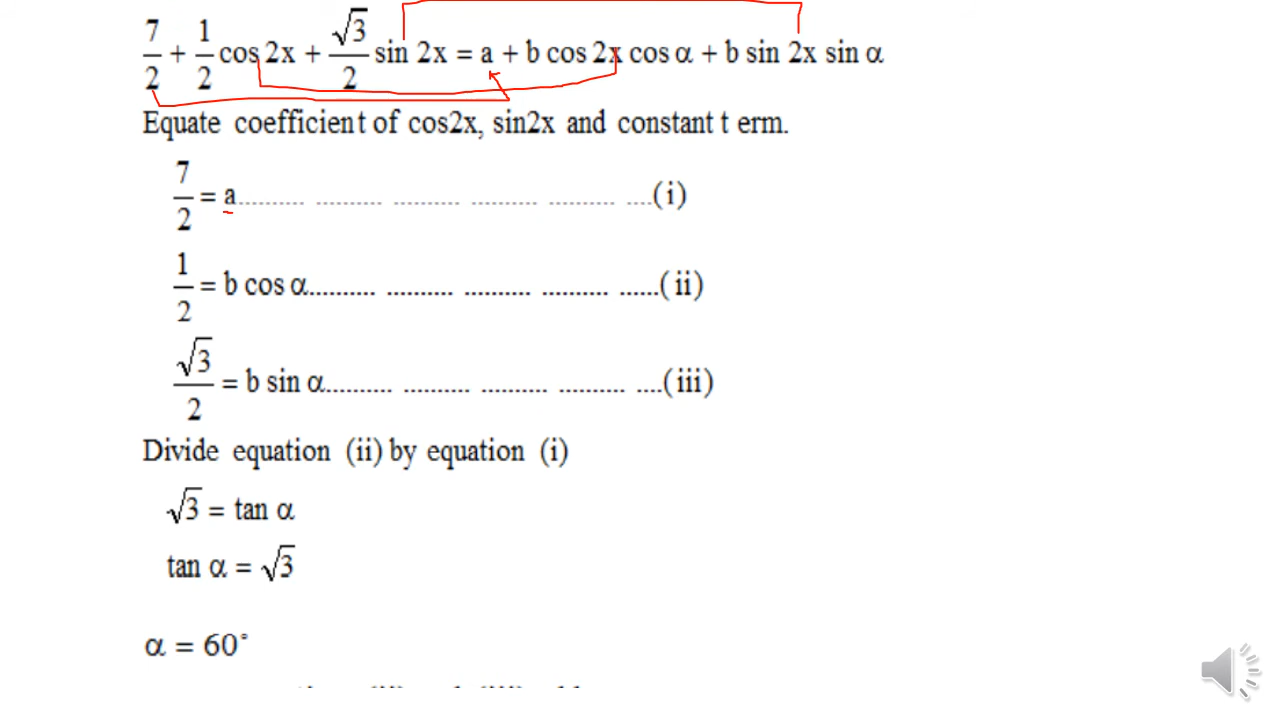 7/2 + 1/2 cos 2x + √3/2 sin 2x = a + b cos 2x cos α + b sin 2x sin α
Equate coefficient of cos2x, sin2x and constant t erm.
7/2 = a.......... .......... .......... .......... .......... ....(i)
1/2 = b cos α.......... .......... .......... .......... ......(ii)
√3/2 = b sin α.......... .......... .......... .......... ....(iii)
Divide equation (ii) by equation (i)
√3 = tan α
tan α = √3
α = 60°